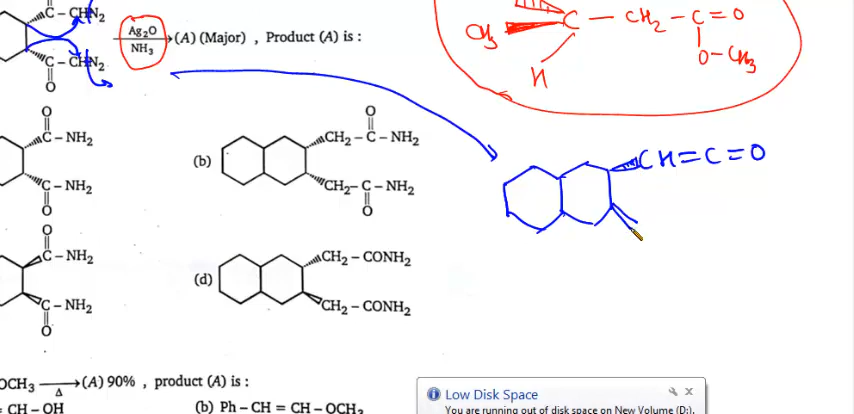 C – CHN2
Ag2O
NH3
(A) (Major) , Product (A) is :
C – CHN2
O
CH3 C – CH2 – C = O
H
O – CH3
O
C – NH2
C – NH2
O
(b)
O
CH2 – C – NH2
CH2 – C – NH2
O
CH = C = O
O
C – NH2
C – NH2
O
(d)
CH2 – CONH2
CH2 – CONH2
OCH3 Δ (A) 90% , product (A) is :
= CH – OH
(b) Ph – CH = CH – OCH3
Low Disk Space
You are running out of disk space on New Volume (D:).